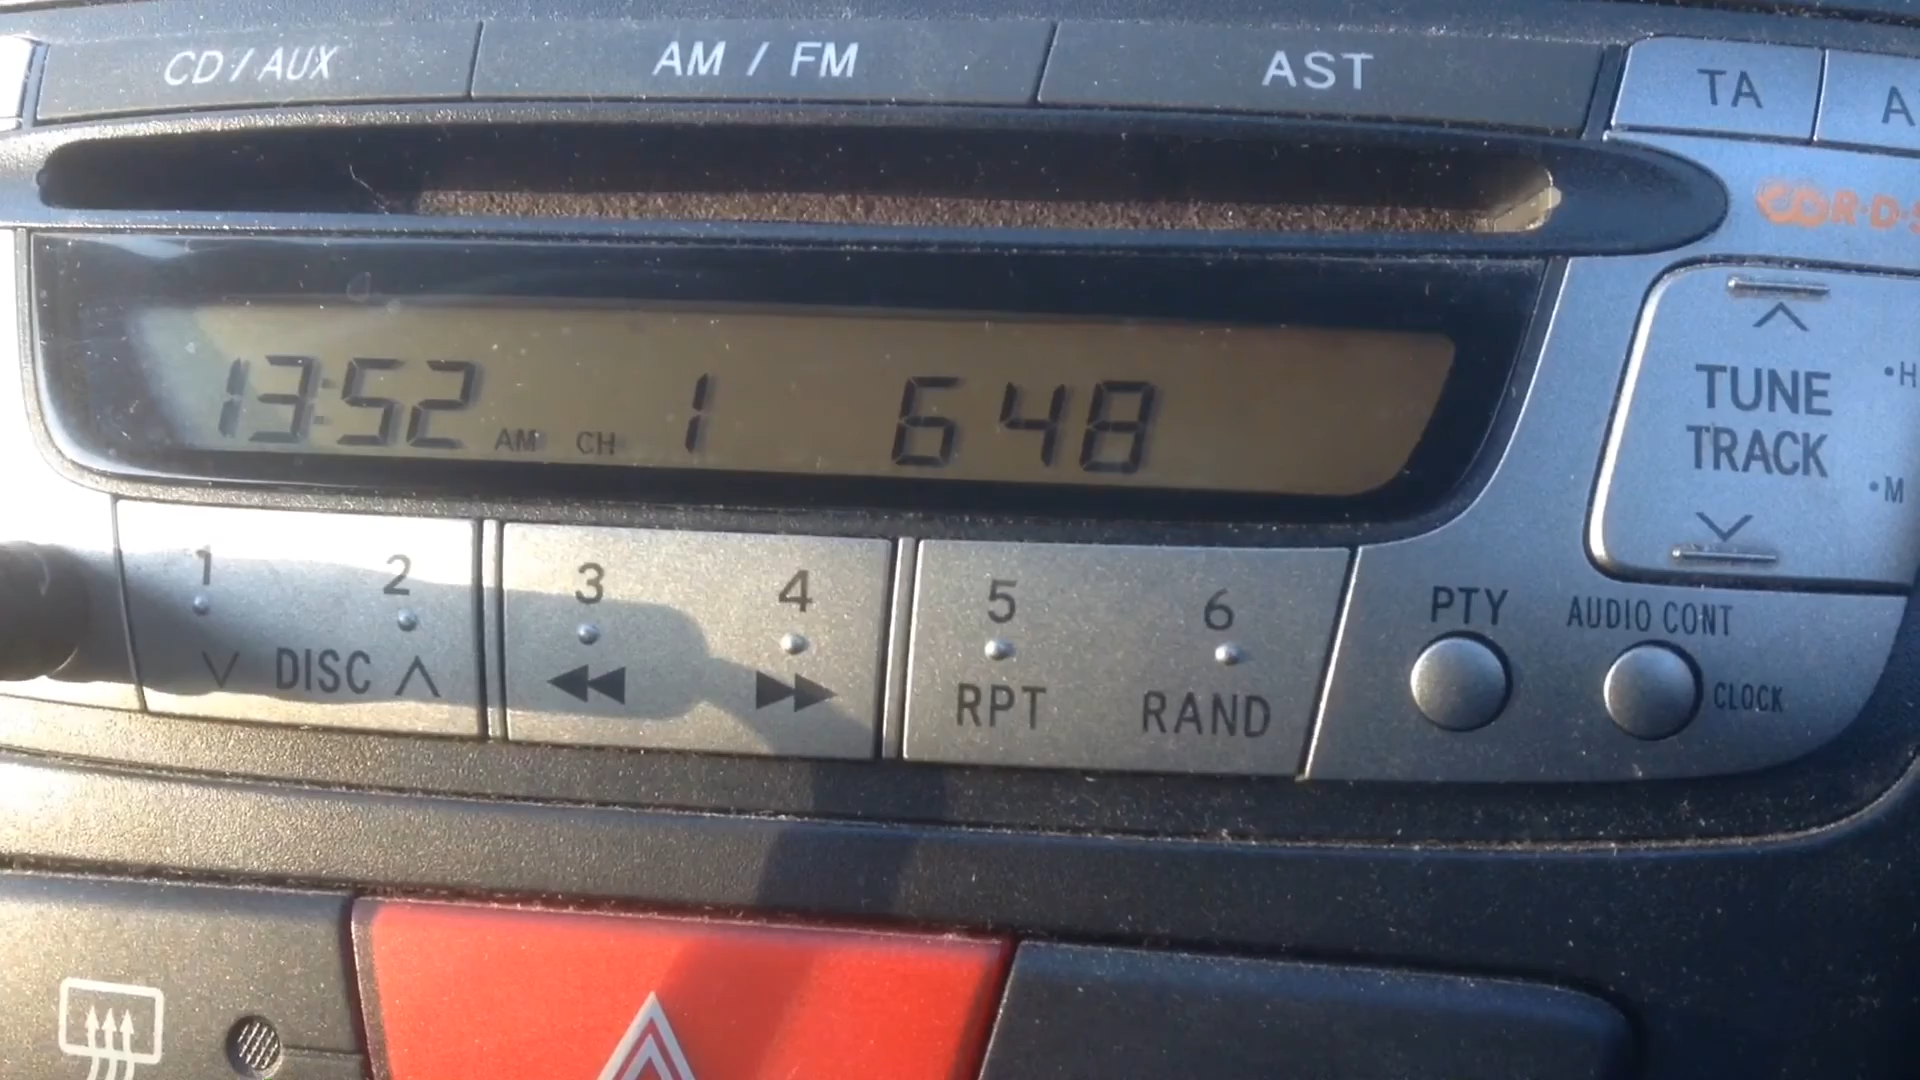 CD / AUX AM / FM AST TA A
R·D·S
13:52 AM CH 1 648
TUNE
TRACK
•H
•M
1 2 3 4 5 6
DISC RPT RAND
PTY AUDIO CONT
CLOCK